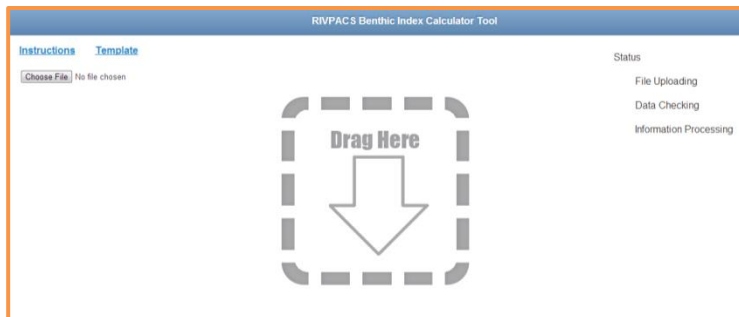 RIVPACS Benthic Index Calculator Tool
Instructions Template
Choose File No file chosen
Drag Here
Status
File Uploading
Data Checking
Information Processing